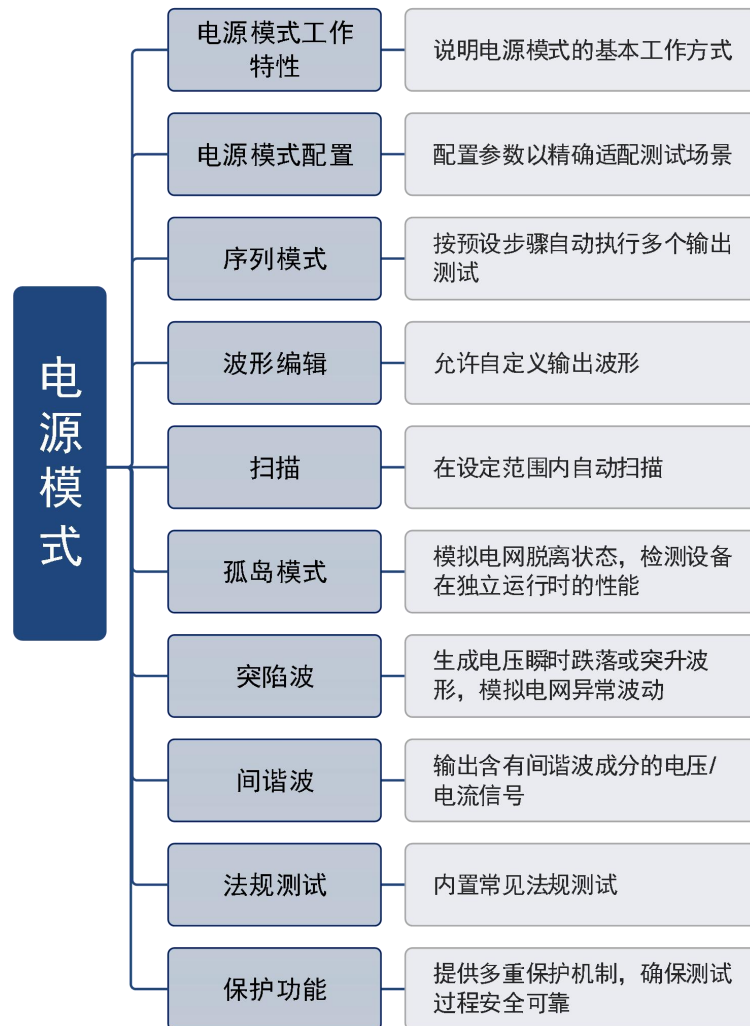 电源模式
电源模式工作
特性
说明电源模式的基本工作方式
电源模式配置
配置参数以精确适配测试场景
序列模式
按预设步骤自动执行多个输出
测试
波形编辑
允许自定义输出波形
扫描
在设定范围内自动扫描
孤岛模式
模拟电网脱离状态，检测设备
在独立运行时的性能
突陷波
生成电压瞬时跌落或突升波
形，模拟电网异常波动
间谐波
输出含有间谐波成分的电压/
电流信号
法规测试
内置常见法规测试
保护功能
提供多重保护机制，确保测试
过程安全可靠